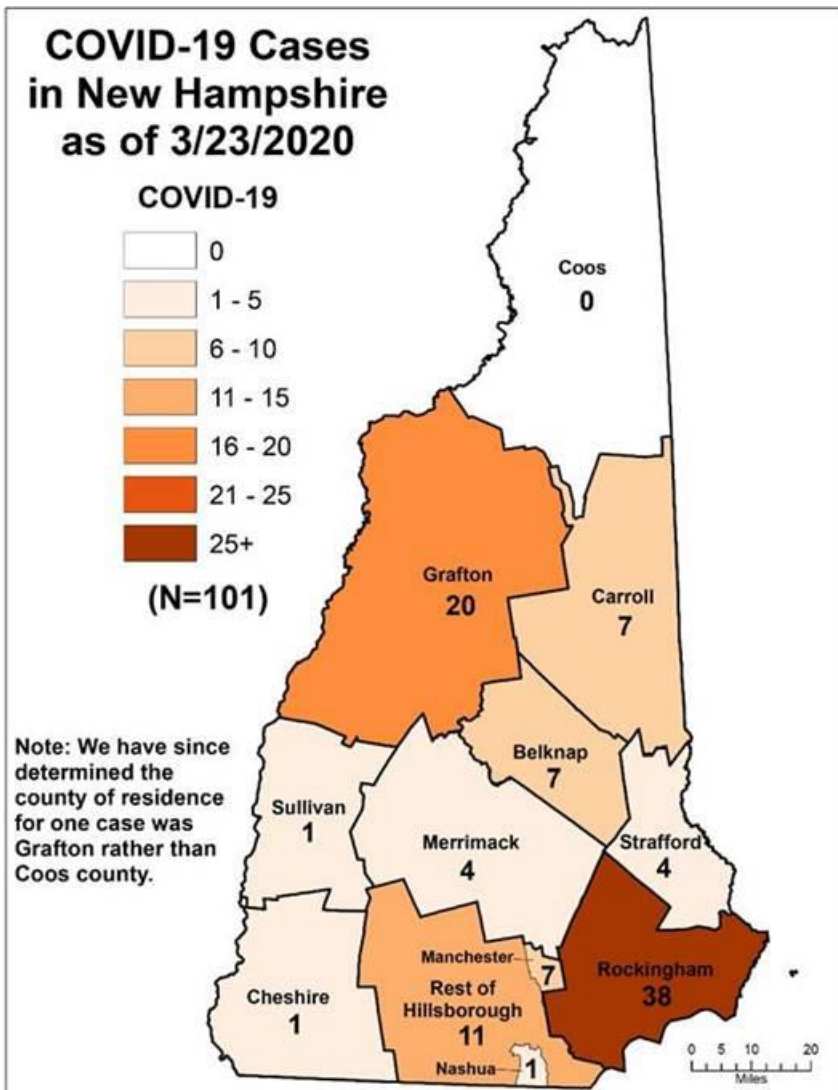 COVID-19 Cases
in New Hampshire
as of 3/23/2020
COVID-19
0
1 - 5
6 - 10
11 - 15
16 - 20
21 - 25
25+
(N=101)
Note: We have since
determined the
county of residence
for one case was
Grafton rather than
Coos county.
Coos
0
Grafton
20
Carroll
7
Belknap
7
Sullivan
1
Merrimack
4
Strafford
4
Cheshire
1
Manchester
7
Rest of
Hillsborough
11
Nashua
1
Rockingham
38
0 5 10 20
Miles